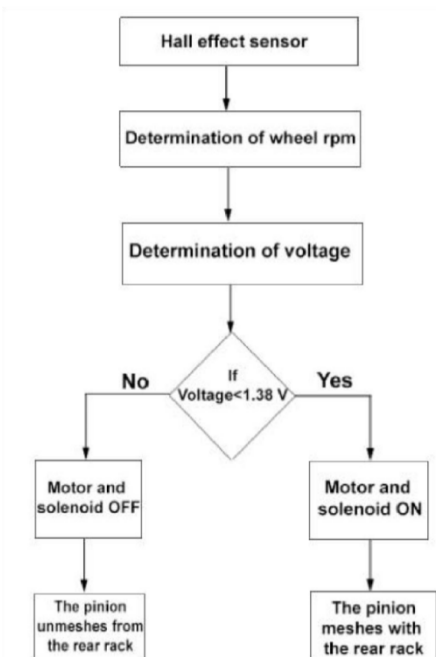 Hall effect sensor
Determination of wheel rpm
Determination of voltage
If
Voltage<1.38 V
No
Yes
Motor and
solenoid OFF
Motor and
solenoid ON
The pinion
unmeshes from
the rear rack
The pinion
meshes with
the rear rack